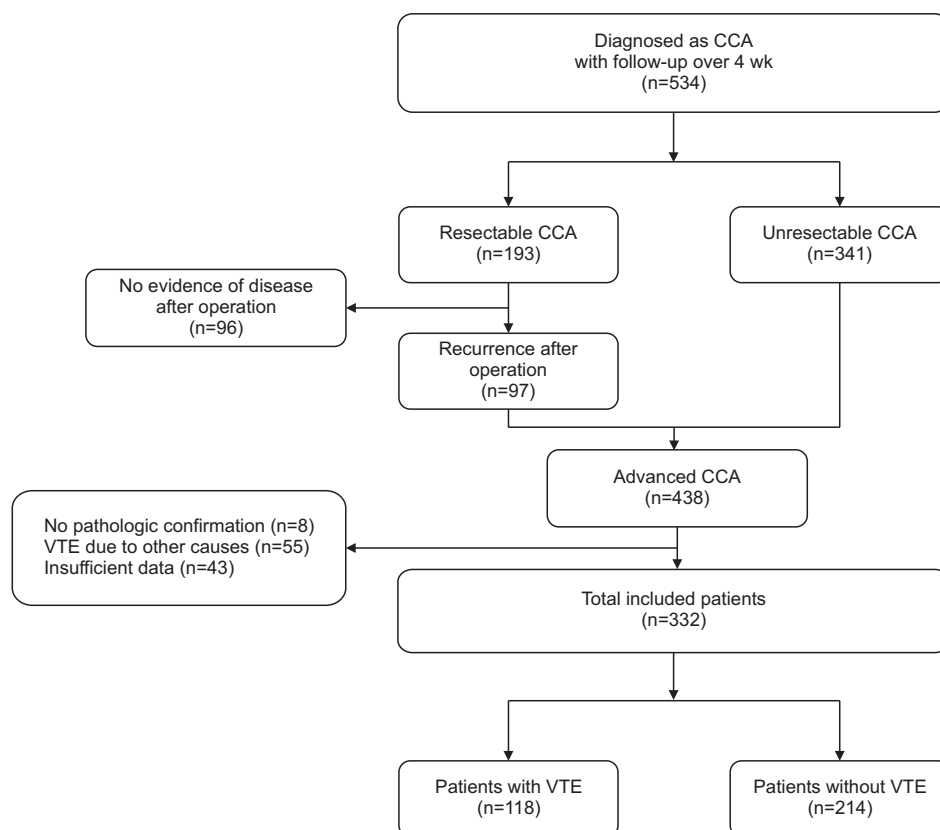 Diagnosed as CCA
with follow-up over 4 wk
(n=534)
Resectable CCA
(n=193)
Unresectable CCA
(n=341)
No evidence of disease
after operation
(n=96)
Recurrence after
operation
(n=97)
Advanced CCA
(n=438)
No pathologic confirmation (n=8)
VTE due to other causes (n=55)
Insufficient data (n=43)
Total included patients
(n=332)
Patients with VTE
(n=118)
Patients without VTE
(n=214)